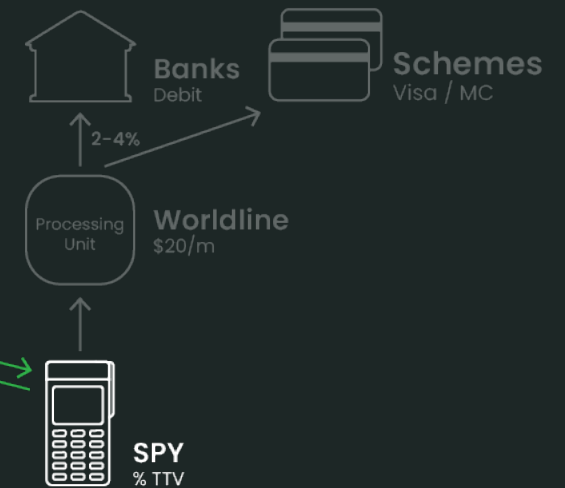 Banks
Debit
Schemes
Visa / MC
2-4%
Processing
Unit
Worldline
$20/m
SPY
% TTV